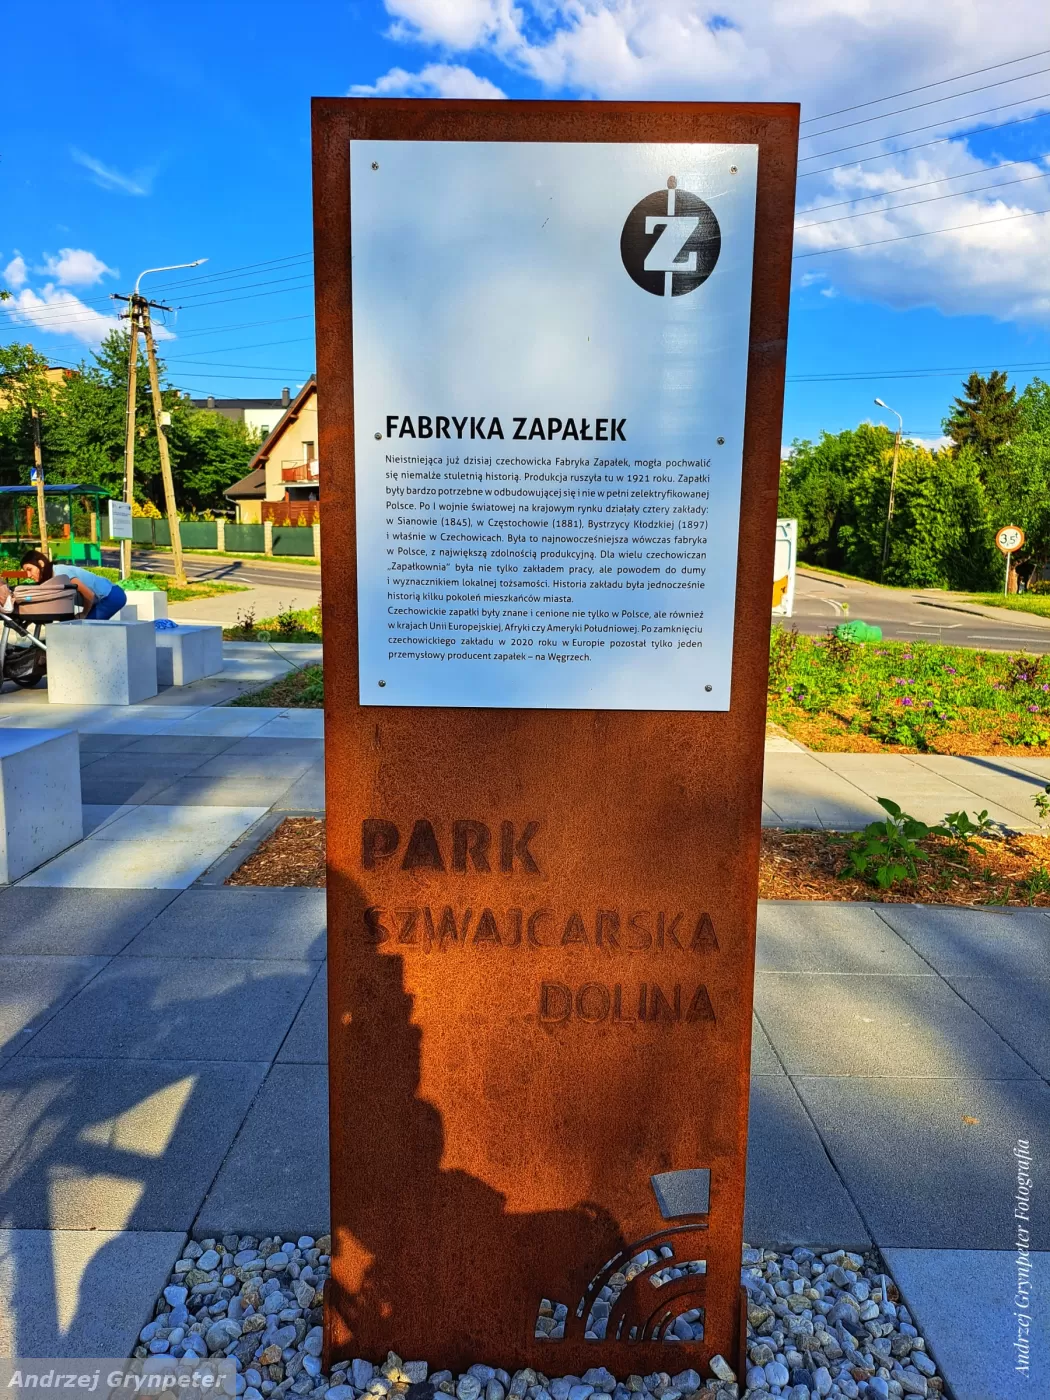 Z
FABRYKA ZAPAŁEK
Nieistniejąca już dzisiaj czechowicka Fabryka Zapałek, mogła pochwalić
się niemalże stuletnią historią. Produkcja ruszyła tu w 1921 roku. Zapałki
były bardzo potrzebne w odbudowującej się i nie w pełni zelektryfikowanej
Polsce. Po I wojnie światowej na krajowym rynku działały cztery zakłady:
w Sianowie (1845), w Częstochowie (1881), Bystrzycy Kłodzkiej (1897)
i właśnie w Czechowicach. Była to najnowocześniejsza wówczas fabryka
w Polsce, z największą zdolnością produkcyjną. Dla wielu czechowiczan
„Zapałkownia" była nie tylko zakładem pracy, ale powodem do dumy
i wyznacznikiem lokalnej tożsamości. Historia zakładu była jednocześnie
historią kilku pokoleń mieszkańców miasta.
Czechowickie zapałki były znane i cenione nie tylko w Polsce, ale również
w krajach Unii Europejskiej, Afryki czy Ameryki Południowej. Po zamknięciu
czechowickiego zakładu w 2020 roku w Europie pozostał tylko jeden
przemysłowy producent zapałek – na Węgrzech.
3,5t
PARK
SZWAJCARSKA
DOLINA
Andrzej Grynpeter Fotografia
Andrzej Grynpeter